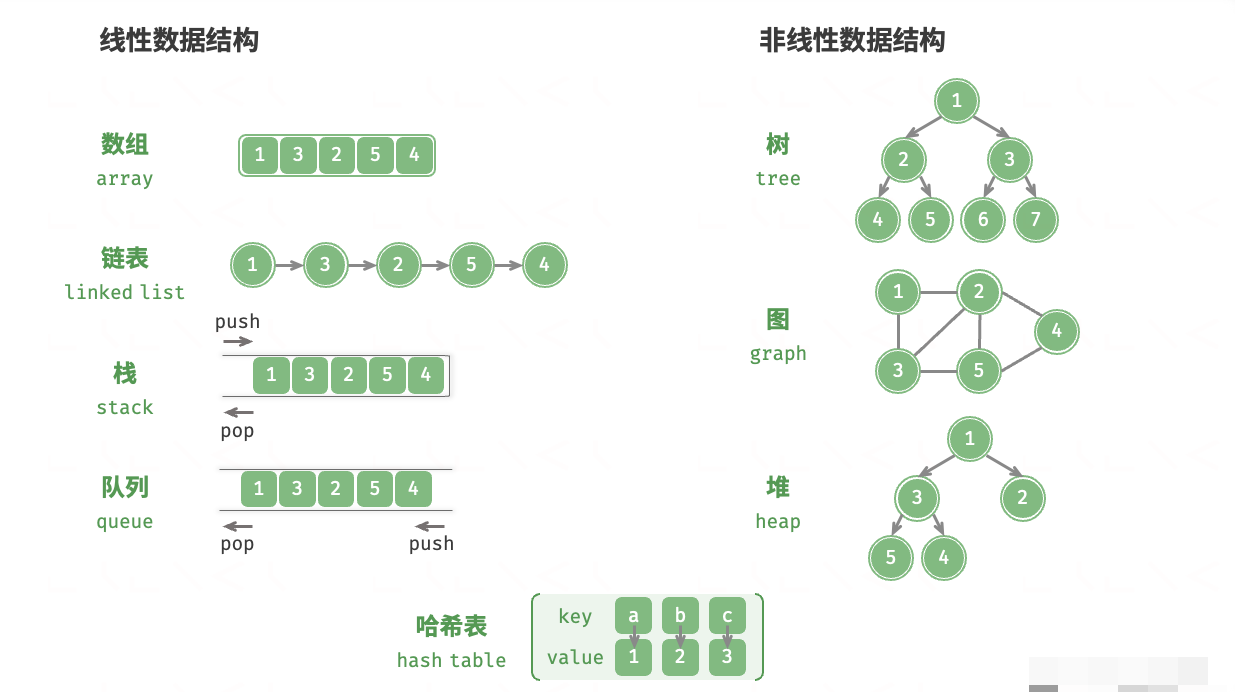 线性数据结构
数组
array
1 3 2 5 4
链表
linked list
1 3 2 5 4
栈
stack
push
1 3 2 5 4
pop
队列
queue
1 3 2 5 4
pop push
非线性数据结构
树
tree
1
2 3
4 5 6 7
图
graph
1 2
4
3 5
堆
heap
1
3 2
5 4
哈希表
hash table
key a b c
value 1 2 3